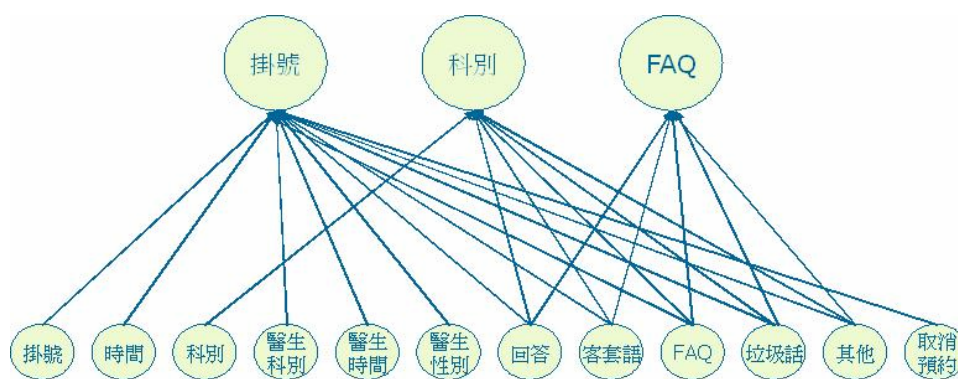 掛號
科別
FAQ
掛號
時間
科別
醫生
科別
醫生
時間
醫生
性別
回答
客套語
FAQ
垃圾話
其他
取消
預約